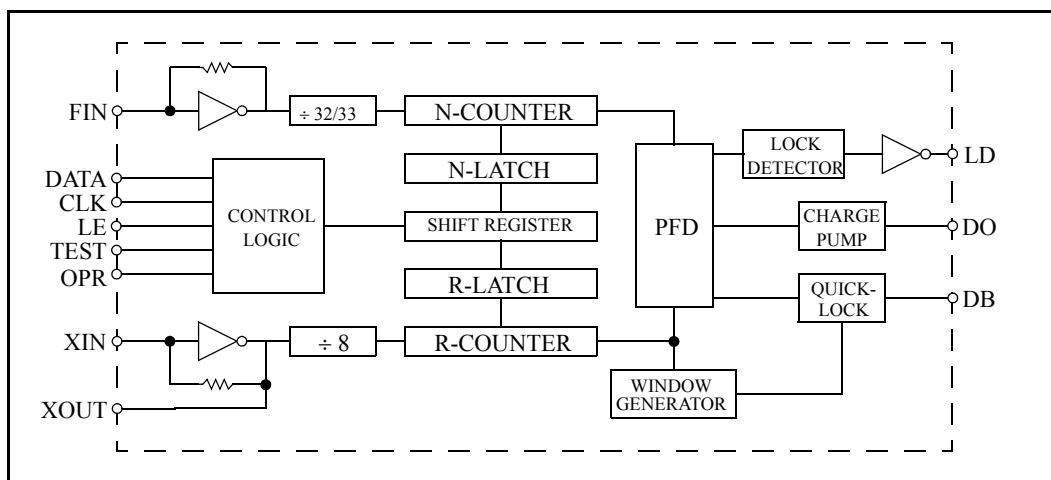 FIN
÷ 32/33
N-COUNTER
LOCK
DETECTOR
LD
DATA
CLK
LE
TEST
OPR
CONTROL
LOGIC
N-LATCH
SHIFT REGISTER
R-LATCH
PFD
CHARGE
PUMP
DO
QUICK-
LOCK
DB
XIN
÷ 8
R-COUNTER
WINDOW
GENERATOR
XOUT